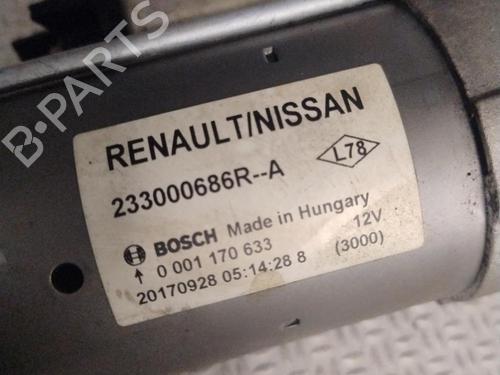 B-PARTS
RENAULT/NISSAN
233000686R--A
L78
BOSCH Made in Hungary
0 001 170 633
12V
(3000)
20170928 05:14:28 8